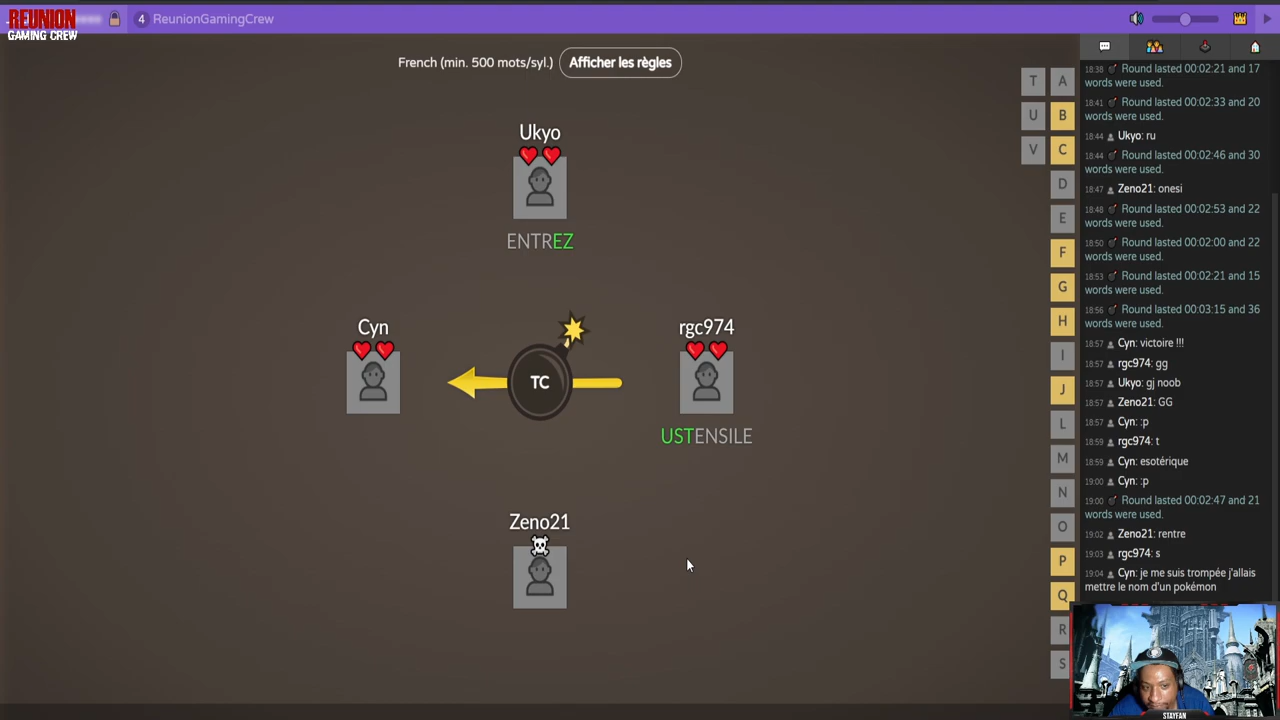 REUNION
GAMING CREW
4 ReunionGamingCrew
French (min. 500 mots/syl.) Afficher les règles
Ukyo
ENTREZ
Cyn
TC
rgc974
USTENSILE
Zeno21
T A
U B
V C
D
E
F
G
H
I
J
L
M
N
O
P
Q
R
S
18:38 Round lasted 00:02:21 and 17
words were used.
18:41 Round lasted 00:02:33 and 20
words were used.
18:44 Ukyo: ru
18:44 Round lasted 00:02:46 and 30
words were used.
18:47 Zeno21: onesi
18:48 Round lasted 00:02:53 and 22
words were used.
18:50 Round lasted 00:02:00 and 22
words were used.
18:53 Round lasted 00:02:21 and 15
words were used.
18:56 Round lasted 00:03:15 and 36
words were used.
18:57 Cyn: victoire !!!
18:57 rgc974: gg
18:57 Ukyo: gj noob
18:57 Zeno21: GG
18:57 Cyn: :p
18:59 rgc974: t
18:59 Cyn: esotérique
19:00 Cyn: :p
19:00 Round lasted 00:02:47 and 21
words were used.
19:02 Zeno21: rentre
19:03 rgc974: s
19:04 Cyn: je me suis trompée j'allais
mettre le nom d'un pokémon
STAYFAN